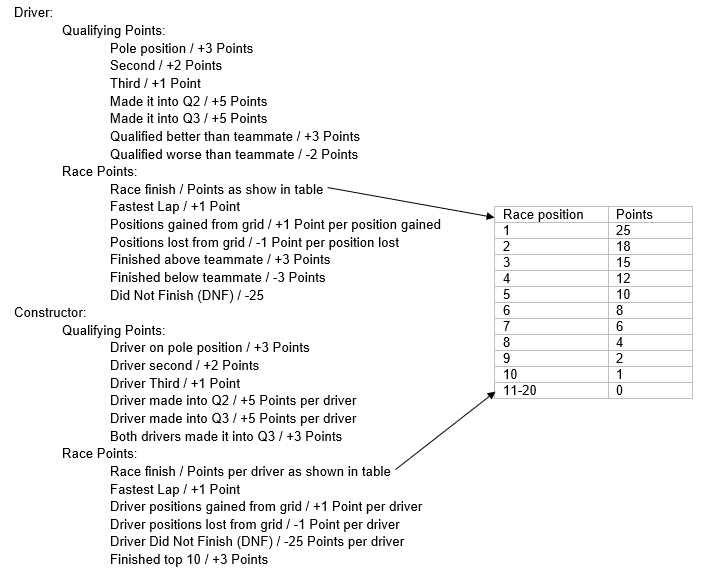 Driver:
Qualifying Points:
Pole position / +3 Points
Second / +2 Points
Third / +1 Point
Made it into Q2 / +5 Points
Made it into Q3 / +5 Points
Qualified better than teammate / +3 Points
Qualified worse than teammate / -2 Points
Race Points:
Race finish / Points as show in table
Fastest Lap / +1 Point
Positions gained from grid / +1 Point per position gained
Positions lost from grid / -1 Point per position lost
Finished above teammate / +3 Points
Finished below teammate / -3 Points
Did Not Finish (DNF) / -25
Constructor:
Qualifying Points:
Driver on pole position / +3 Points
Driver second / +2 Points
Driver Third / +1 Point
Driver made into Q2 / +5 Points per driver
Driver made into Q3 / +5 Points per driver
Both drivers made it into Q3 / +3 Points
Race Points:
Race finish / Points per driver as shown in table
Fastest Lap / +1 Point
Driver positions gained from grid / +1 Point per driver
Driver positions lost from grid / -1 Point per driver
Driver Did Not Finish (DNF) / -25 Points per driver
Finished top 10 / +3 Points
Race position Points
1 25
2 18
3 15
4 12
5 10
6 8
7 6
8 4
9 2
10 1
11-20 0